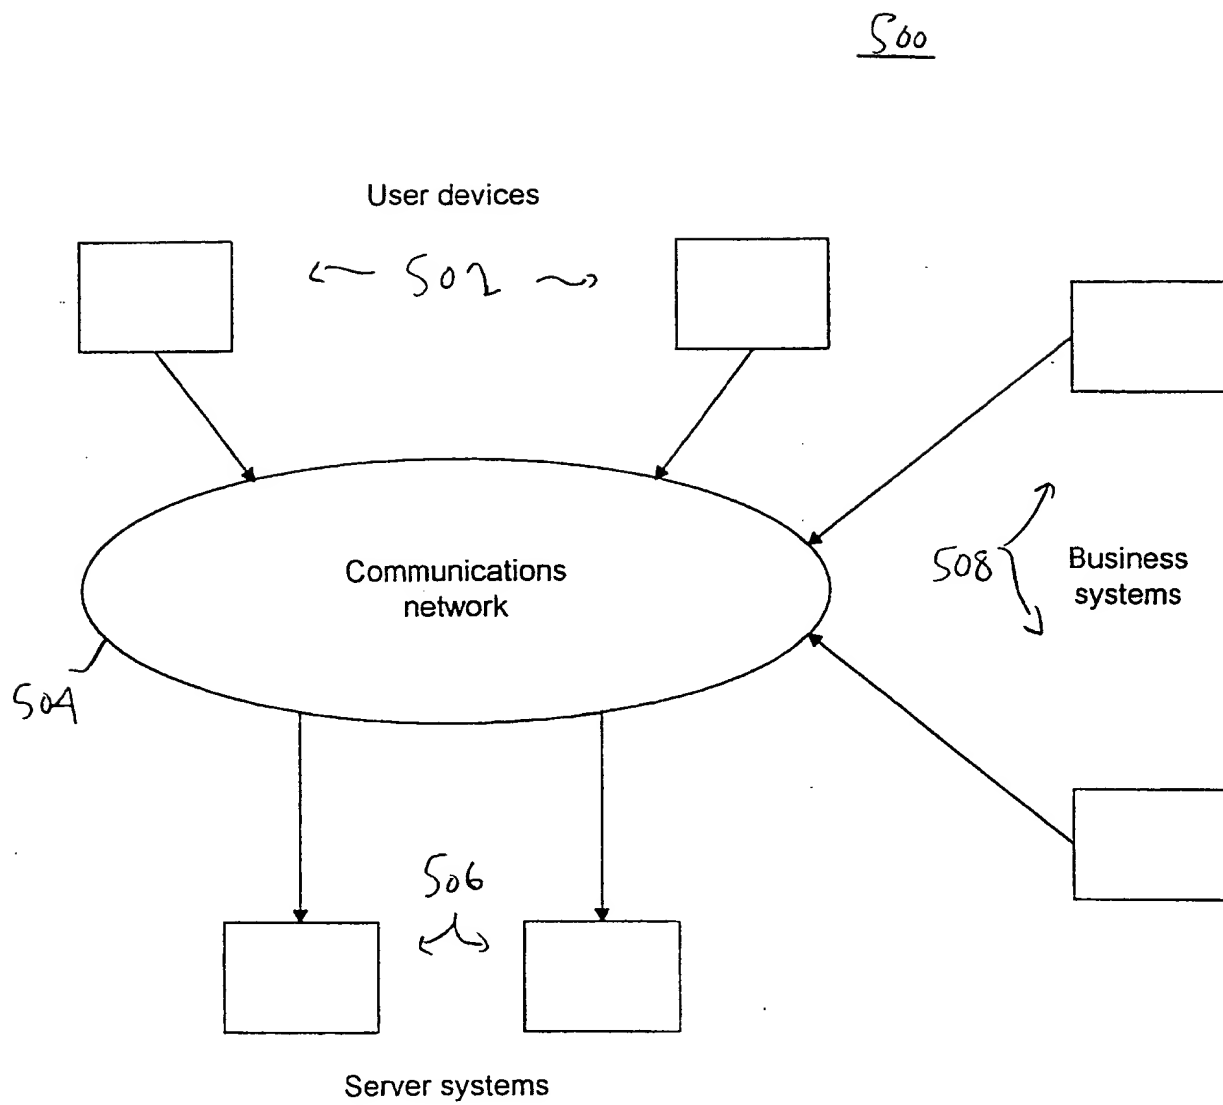 500
User devices
502
Communications
network
508
Business
systems
504
506
Server systems